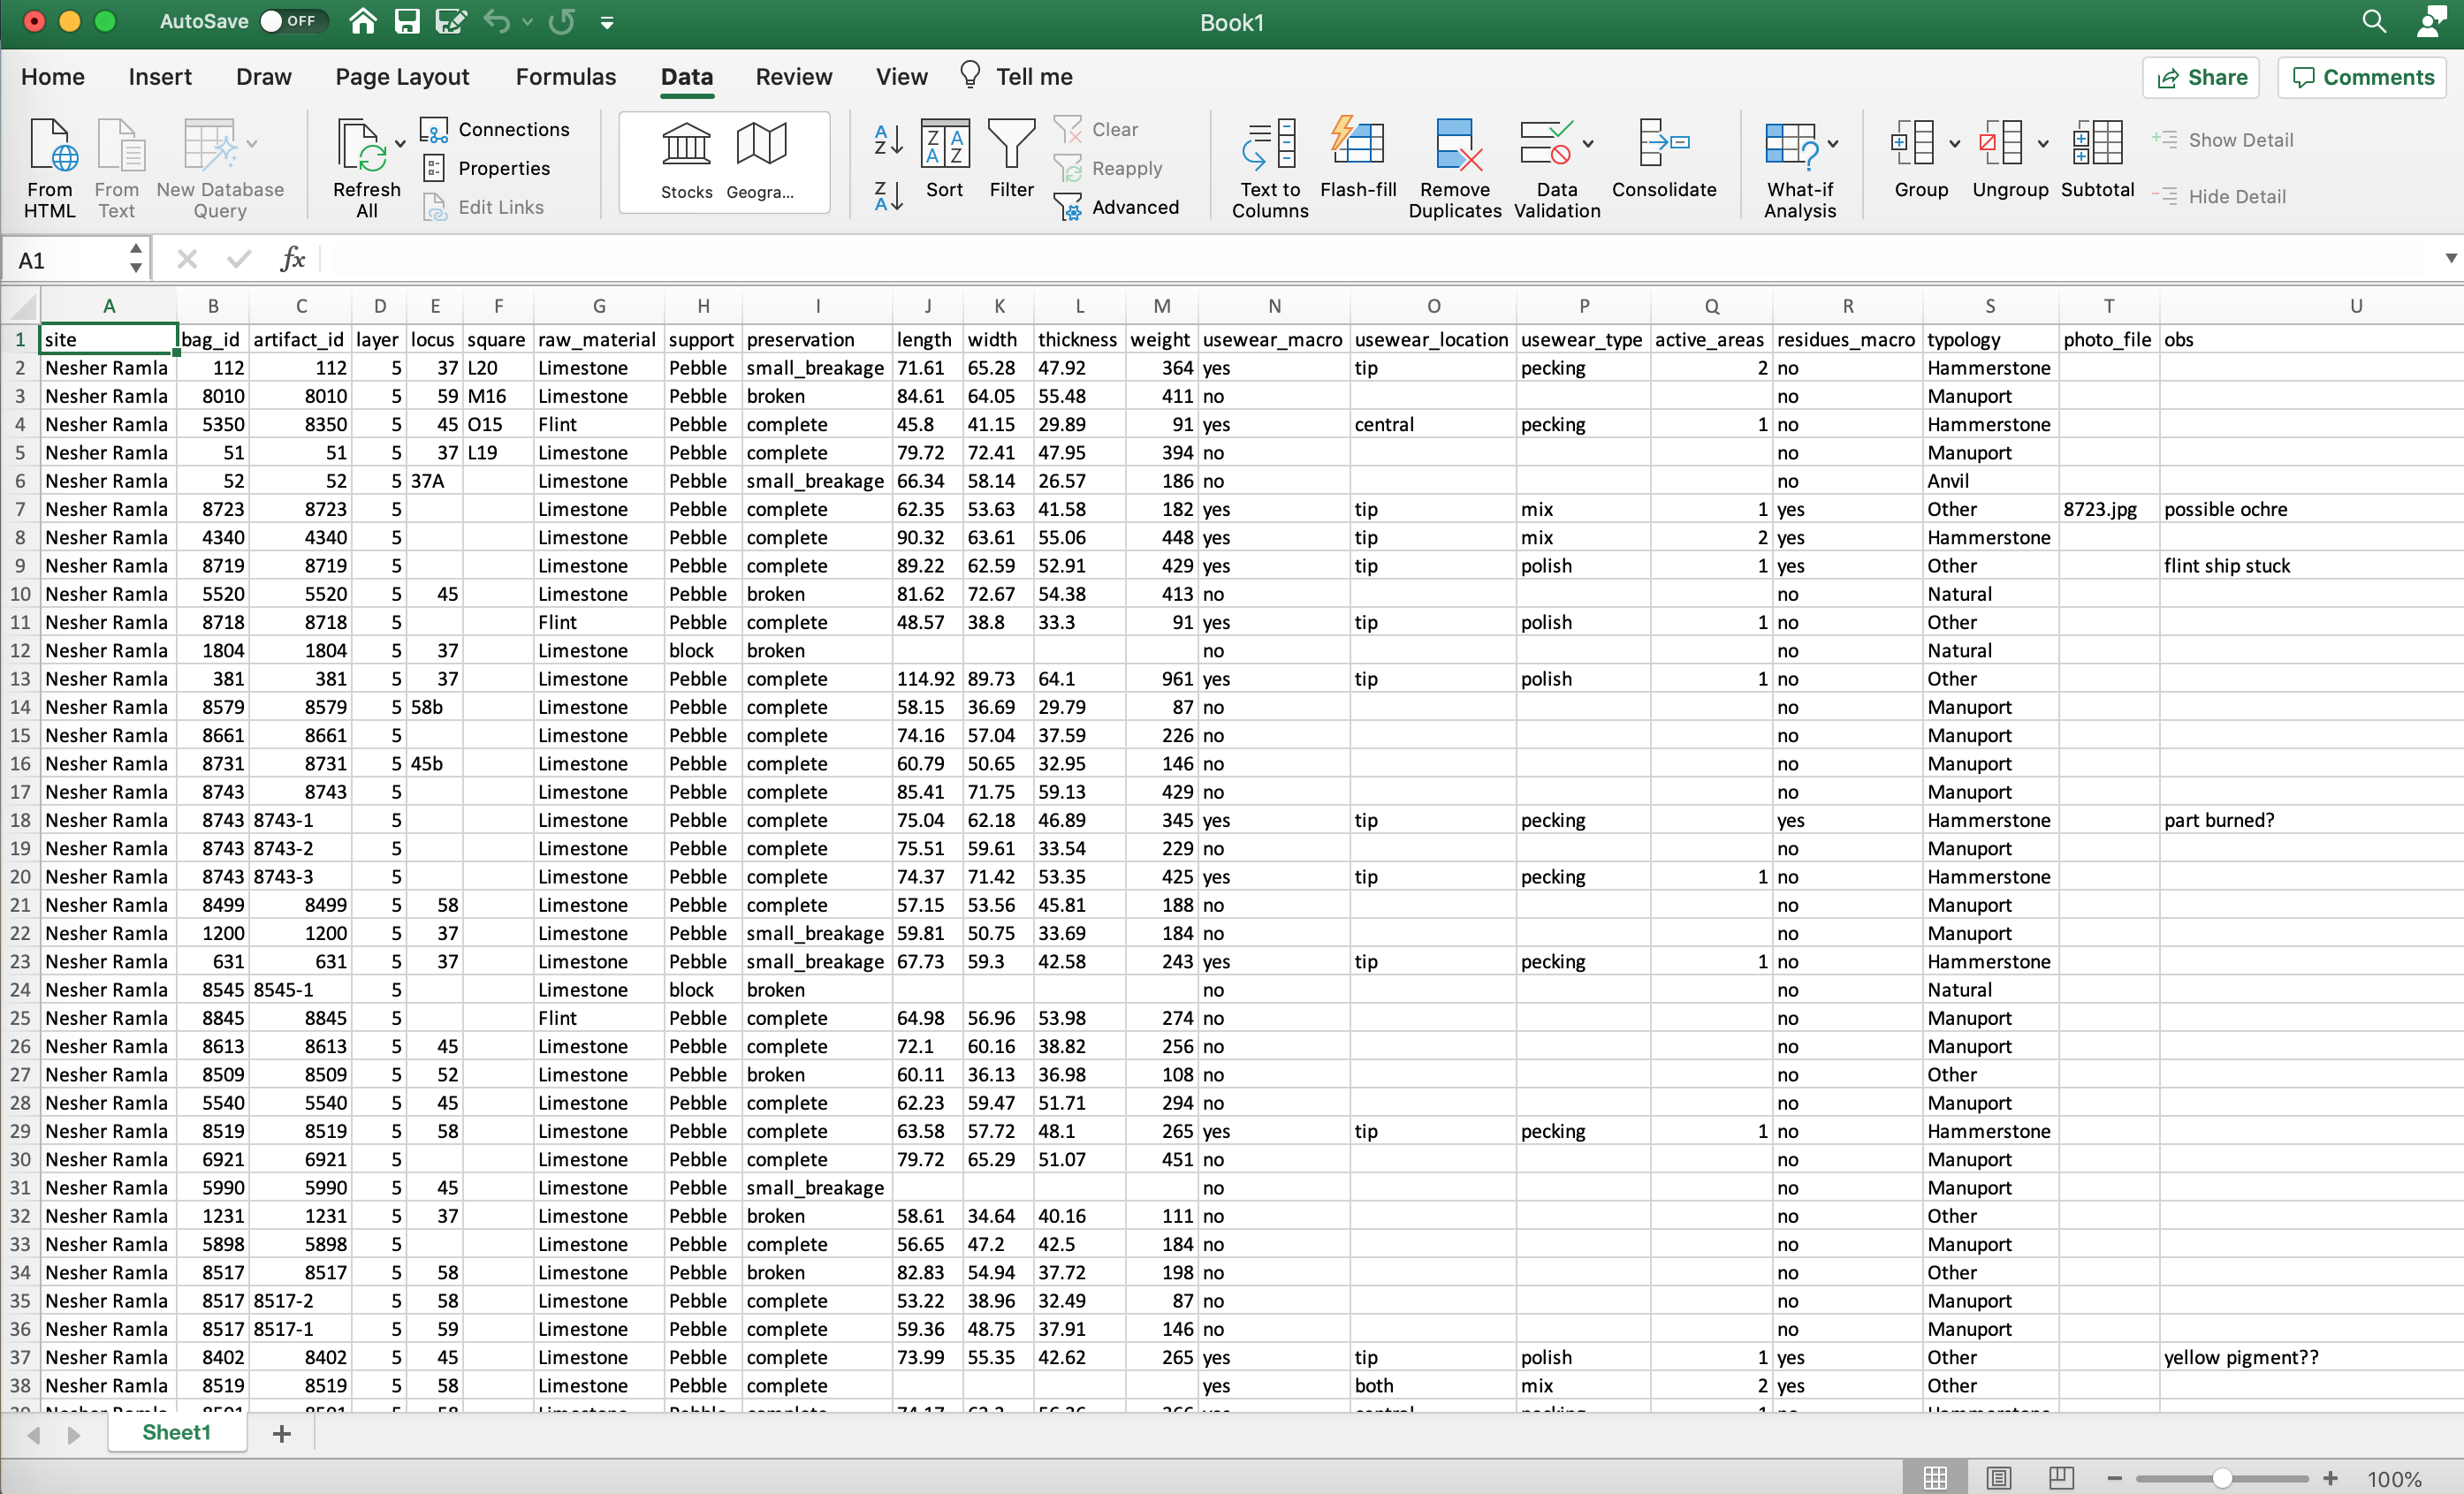 AutoSave OFF Book1
Home Insert Draw Page Layout Formulas Data Review View Tell me Share Comments
From HTML From Text New Database Query Refresh All Connections Properties Edit Links Stocks Geogra... Sort Filter Clear Reapply Advanced Text to Columns Flash-fill Remove Duplicates Data Validation Consolidate What-if Analysis Group Ungroup Subtotal Show Detail Hide Detail
A1 fx
A B C D E F G H I J K L M N O P Q R S T U
1 site bag_id artifact_id layer locus square raw_material support preservation length width thickness weight usewear_macro usewear_location usewear_type active_areas residues_macro typology photo_file obs
2 Nesher Ramla 112 112 5 37 L20 Limestone Pebble small_breakage 71.61 65.28 47.92 364 yes tip pecking 2 no Hammerstone
3 Nesher Ramla 8010 8010 5 59 M16 Limestone Pebble broken 84.61 64.05 55.48 411 no no Manuport
4 Nesher Ramla 5350 8350 5 45 O15 Flint Pebble complete 45.8 41.15 29.89 91 yes central pecking 1 no Hammerstone
5 Nesher Ramla 51 51 5 37 L19 Limestone Pebble complete 79.72 72.41 47.95 394 no no Manuport
6 Nesher Ramla 52 52 5 37A Limestone Pebble small_breakage 66.34 58.14 26.57 186 no no Anvil
7 Nesher Ramla 8723 8723 5 Limestone Pebble complete 62.35 53.63 41.58 182 yes tip mix 1 yes Other 8723.jpg possible ochre
8 Nesher Ramla 4340 4340 5 Limestone Pebble complete 90.32 63.61 55.06 448 yes tip mix 2 yes Hammerstone
9 Nesher Ramla 8719 8719 5 Limestone Pebble complete 89.22 62.59 52.91 429 yes tip polish 1 yes Other flint ship stuck
10 Nesher Ramla 5520 5520 5 45 Limestone Pebble broken 81.62 72.67 54.38 413 no no Natural
11 Nesher Ramla 8718 8718 5 Flint Pebble complete 48.57 38.8 33.3 91 yes tip polish 1 no Other
12 Nesher Ramla 1804 1804 5 37 Limestone block broken no no Natural
13 Nesher Ramla 381 381 5 37 Limestone Pebble complete 114.92 89.73 64.1 961 yes tip polish 1 no Other
14 Nesher Ramla 8579 8579 5 58b Limestone Pebble complete 58.15 36.69 29.79 87 no no Manuport
15 Nesher Ramla 8661 8661 5 Limestone Pebble complete 74.16 57.04 37.59 226 no no Manuport
16 Nesher Ramla 8731 8731 5 45b Limestone Pebble complete 60.79 50.65 32.95 146 no no Manuport
17 Nesher Ramla 8743 8743 5 Limestone Pebble complete 85.41 71.75 59.13 429 no no Manuport
18 Nesher Ramla 8743 8743-1 5 Limestone Pebble complete 75.04 62.18 46.89 345 yes tip pecking yes Hammerstone part burned?
19 Nesher Ramla 8743 8743-2 5 Limestone Pebble complete 75.51 59.61 33.54 229 no no Manuport
20 Nesher Ramla 8743 8743-3 5 Limestone Pebble complete 74.37 71.42 53.35 425 yes tip pecking 1 no Hammerstone
21 Nesher Ramla 8499 8499 5 58 Limestone Pebble complete 57.15 53.56 45.81 188 no no Manuport
22 Nesher Ramla 1200 1200 5 37 Limestone Pebble small_breakage 59.81 50.75 33.69 184 no no Manuport
23 Nesher Ramla 631 631 5 37 Limestone Pebble small_breakage 67.73 59.3 42.58 243 yes tip pecking 1 no Hammerstone
24 Nesher Ramla 8545 8545-1 5 Limestone block broken no no Natural
25 Nesher Ramla 8845 8845 5 Flint Pebble complete 64.98 56.96 53.98 274 no no Manuport
26 Nesher Ramla 8613 8613 5 45 Limestone Pebble complete 72.1 60.16 38.82 256 no no Manuport
27 Nesher Ramla 8509 8509 5 52 Limestone Pebble broken 60.11 36.13 36.98 108 no no Other
28 Nesher Ramla 5540 5540 5 45 Limestone Pebble complete 62.23 59.47 51.71 294 no no Manuport
29 Nesher Ramla 8519 8519 5 58 Limestone Pebble complete 63.58 57.72 48.1 265 yes tip pecking 1 no Hammerstone
30 Nesher Ramla 6921 6921 5 Limestone Pebble complete 79.72 65.29 51.07 451 no no Manuport
31 Nesher Ramla 5990 5990 5 45 Limestone Pebble small_breakage no no Manuport
32 Nesher Ramla 1231 1231 5 37 Limestone Pebble broken 58.61 34.64 40.16 111 no no Other
33 Nesher Ramla 5898 5898 5 Limestone Pebble complete 56.65 47.2 42.5 184 no no Manuport
34 Nesher Ramla 8517 8517 5 58 Limestone Pebble broken 82.83 54.94 37.72 198 no no Other
35 Nesher Ramla 8517 8517-2 5 58 Limestone Pebble complete 53.22 38.96 32.49 87 no no Manuport
36 Nesher Ramla 8517 8517-1 5 59 Limestone Pebble complete 59.36 48.75 37.91 146 no no Manuport
37 Nesher Ramla 8402 8402 5 45 Limestone Pebble complete 73.99 55.35 42.62 265 yes tip polish 1 yes Other yellow pigment??
38 Nesher Ramla 8519 8519 5 58 Limestone Pebble complete yes both mix 2 yes Other
Sheet1
100%